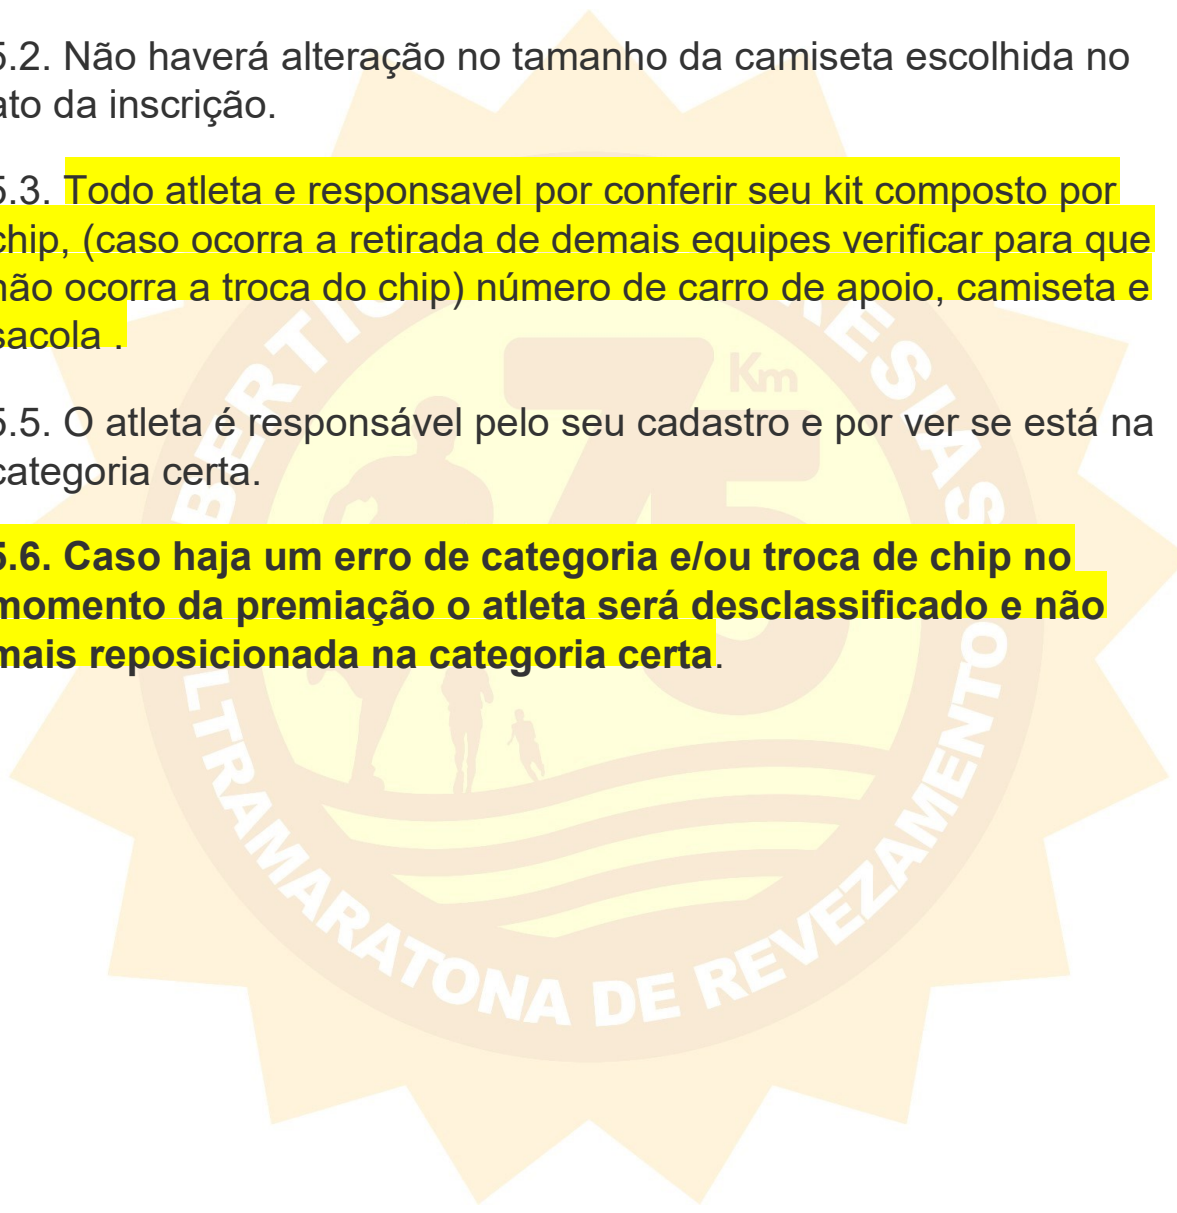 5.2. Não haverá alteração no tamanho da camiseta escolhida no
ato da inscrição.
5.3. Todo atleta e responsavel por conferir seu kit composto por
chip, (caso ocorra a retirada de demais equipes verificar para que
não ocorra a troca do chip) número de carro de apoio, camiseta e
sacola .
5.5. O atleta é responsável pelo seu cadastro e por ver se está na
categoria certa.
5.6. Caso haja um erro de categoria e/ou troca de chip no
momento da premiação o atleta será desclassificado e não
mais reposicionada na categoria certa.
75
Km
LTRAMARATONA DE REVEZAMENTO